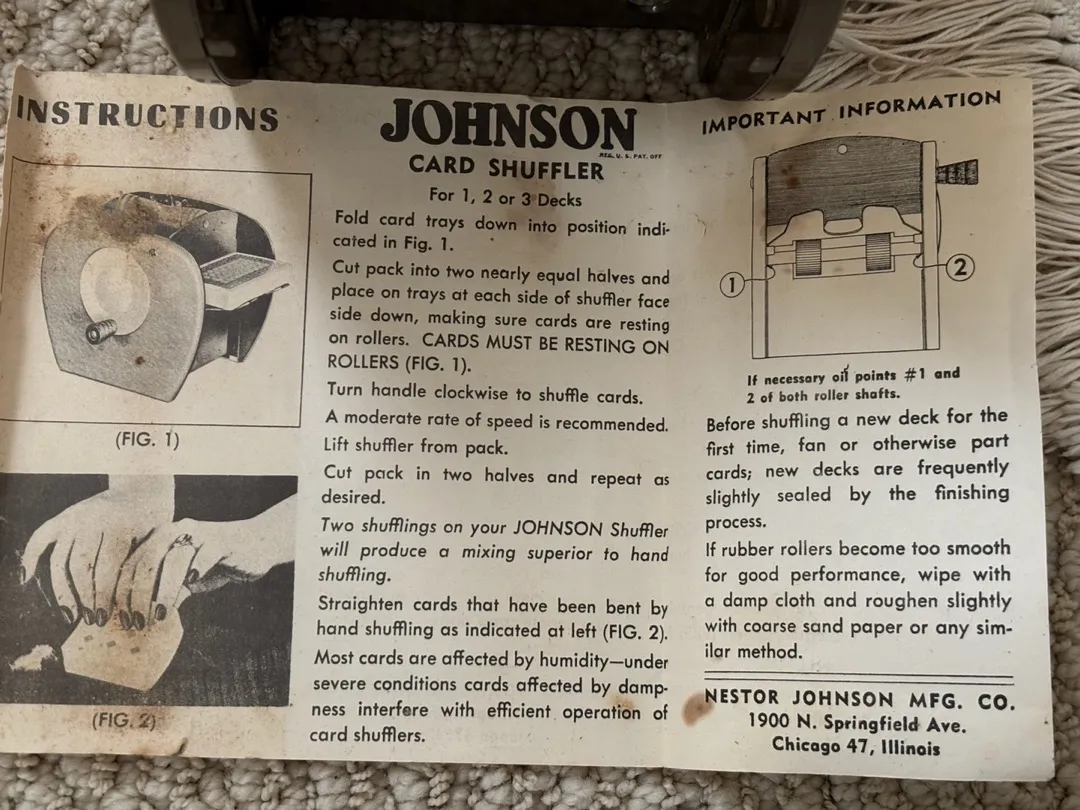 INSTRUCTIONS
(FIG. 1)
(FIG. 2)
JOHNSON
REG. U. S. PAT. OFF
CARD SHUFFLER
For 1, 2 or 3 Decks
Fold card trays down into position indi-
cated in Fig. 1.
Cut pack into two nearly equal halves and
place on trays at each side of shuffler face
side down, making sure cards are resting
on rollers. CARDS MUST BE RESTING ON
ROLLERS (FIG. 1).
Turn handle clockwise to shuffle cards.
A moderate rate of speed is recommended.
Lift shuffler from pack.
Cut pack in two halves and repeat as
desired.
Two shufflings on your JOHNSON Shuffler
will produce a mixing superior to hand
shuffling.
Straighten cards that have been bent by
hand shuffling as indicated at left (FIG. 2).
Most cards are affected by humidity—under
severe conditions cards affected by damp-
ness interfere with efficient operation of
card shufflers.
IMPORTANT INFORMATION
1
2
If necessary oil points #1 and
2 of both roller shafts.
Before shuffling a new deck for the
first time, fan or otherwise part
cards; new decks are frequently
slightly sealed by the finishing
process.
If rubber rollers become too smooth
for good performance, wipe with
a damp cloth and roughen slightly
with coarse sand paper or any sim-
ilar method.
NESTOR JOHNSON MFG. CO.
1900 N. Springfield Ave.
Chicago 47, Illinois